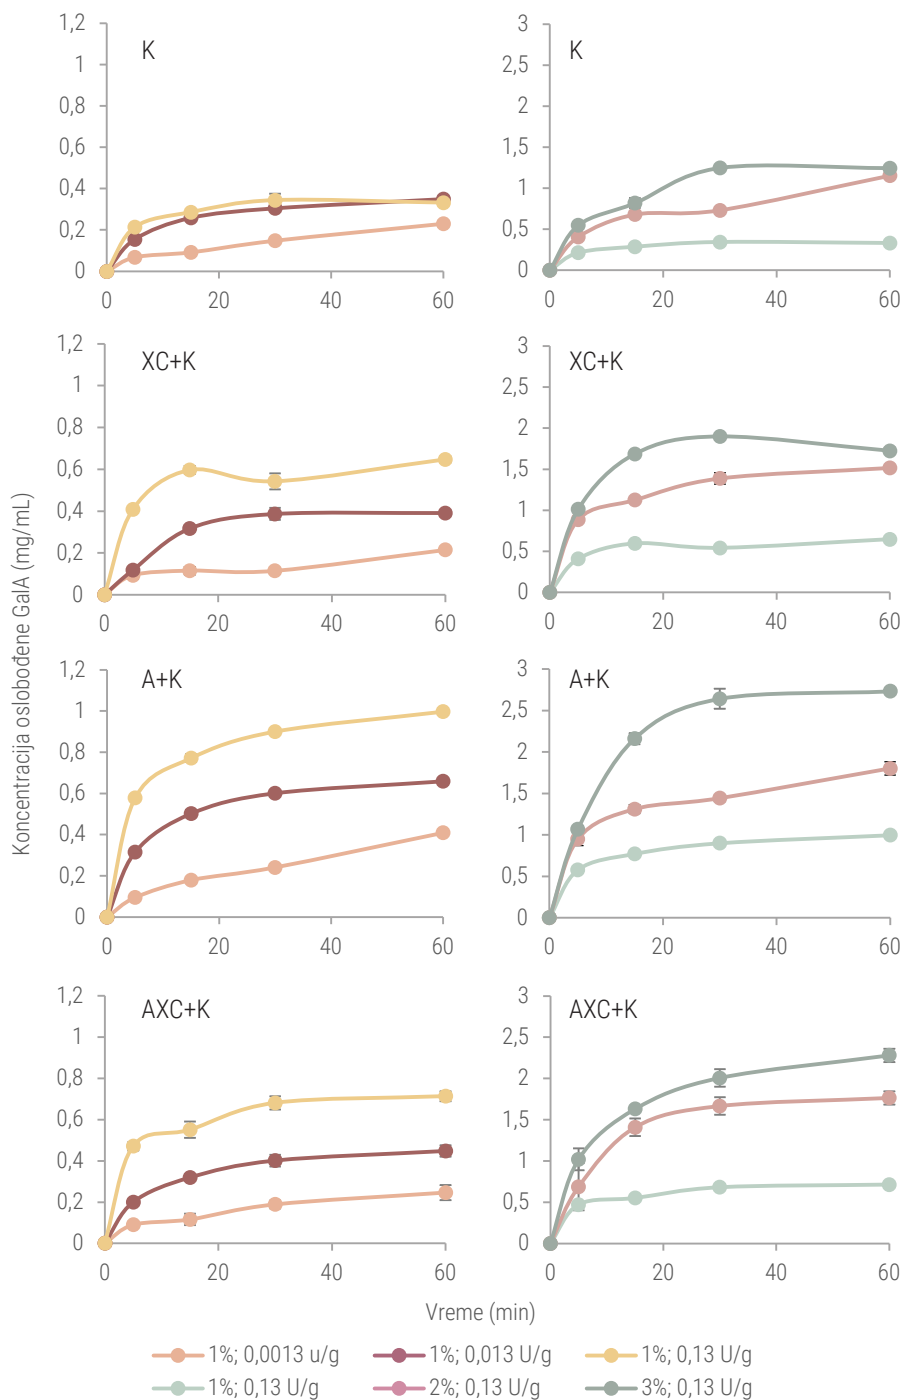 K
1,2
1
0,8
0,6
0,4
0,2
0
0 20 40 60
K
3
2,5
2
1,5
1
0,5
0
0 20 40 60
XC+K
1,2
1
0,8
0,6
0,4
0,2
0
0 20 40 60
XC+K
3
2,5
2
1,5
1
0,5
0
0 20 40 60
A+K
1,2
1
0,8
0,6
0,4
0,2
0
0 20 40 60
A+K
3
2,5
2
1,5
1
0,5
0
0 20 40 60
AXC+K
1,2
1
0,8
0,6
0,4
0,2
0
0 20 40 60
AXC+K
3
2,5
2
1,5
1
0,5
0
0 20 40 60
Koncentracija oslobođene GalA (mg/mL)
Vreme (min)
1%; 0,0013 u/g 1%; 0,013 U/g 1%; 0,13 U/g
1%; 0,13 U/g 2%; 0,13 U/g 3%; 0,13 U/g